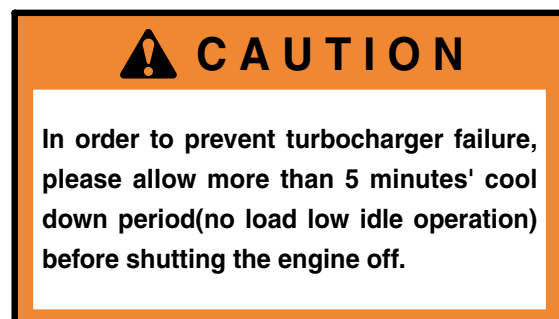 CAUTION
In order to prevent turbocharger failure,
please allow more than 5 minutes' cool
down period(no load low idle operation)
before shutting the engine off.